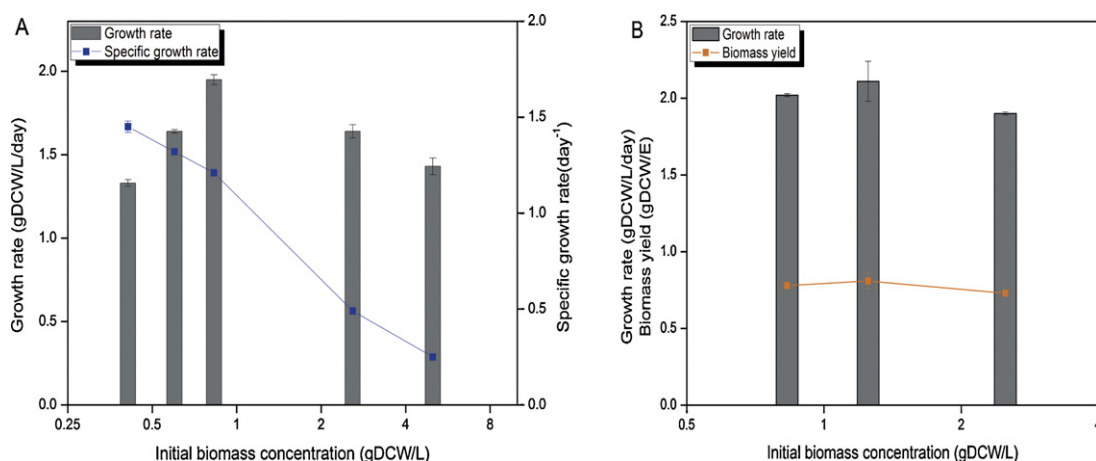 A
Growth rate
Specific growth rate
Growth rate (gDCW/L/day)
2.0
1.5
1.0
0.5
0.0
0.25
0.5
1
2
4
8
Initial biomass concentration (gDCW/L)
2.0
1.5
1.0
0.5
0.0
Specific growth rate(day-1)
B
Growth rate
Biomass yield
Growth rate (gDCW/L/day)
Biomass yield (gDCW/E)
2.5
2.0
1.5
1.0
0.5
0.0
0.5
1
2
4
Initial biomass concentration (gDCW/L)